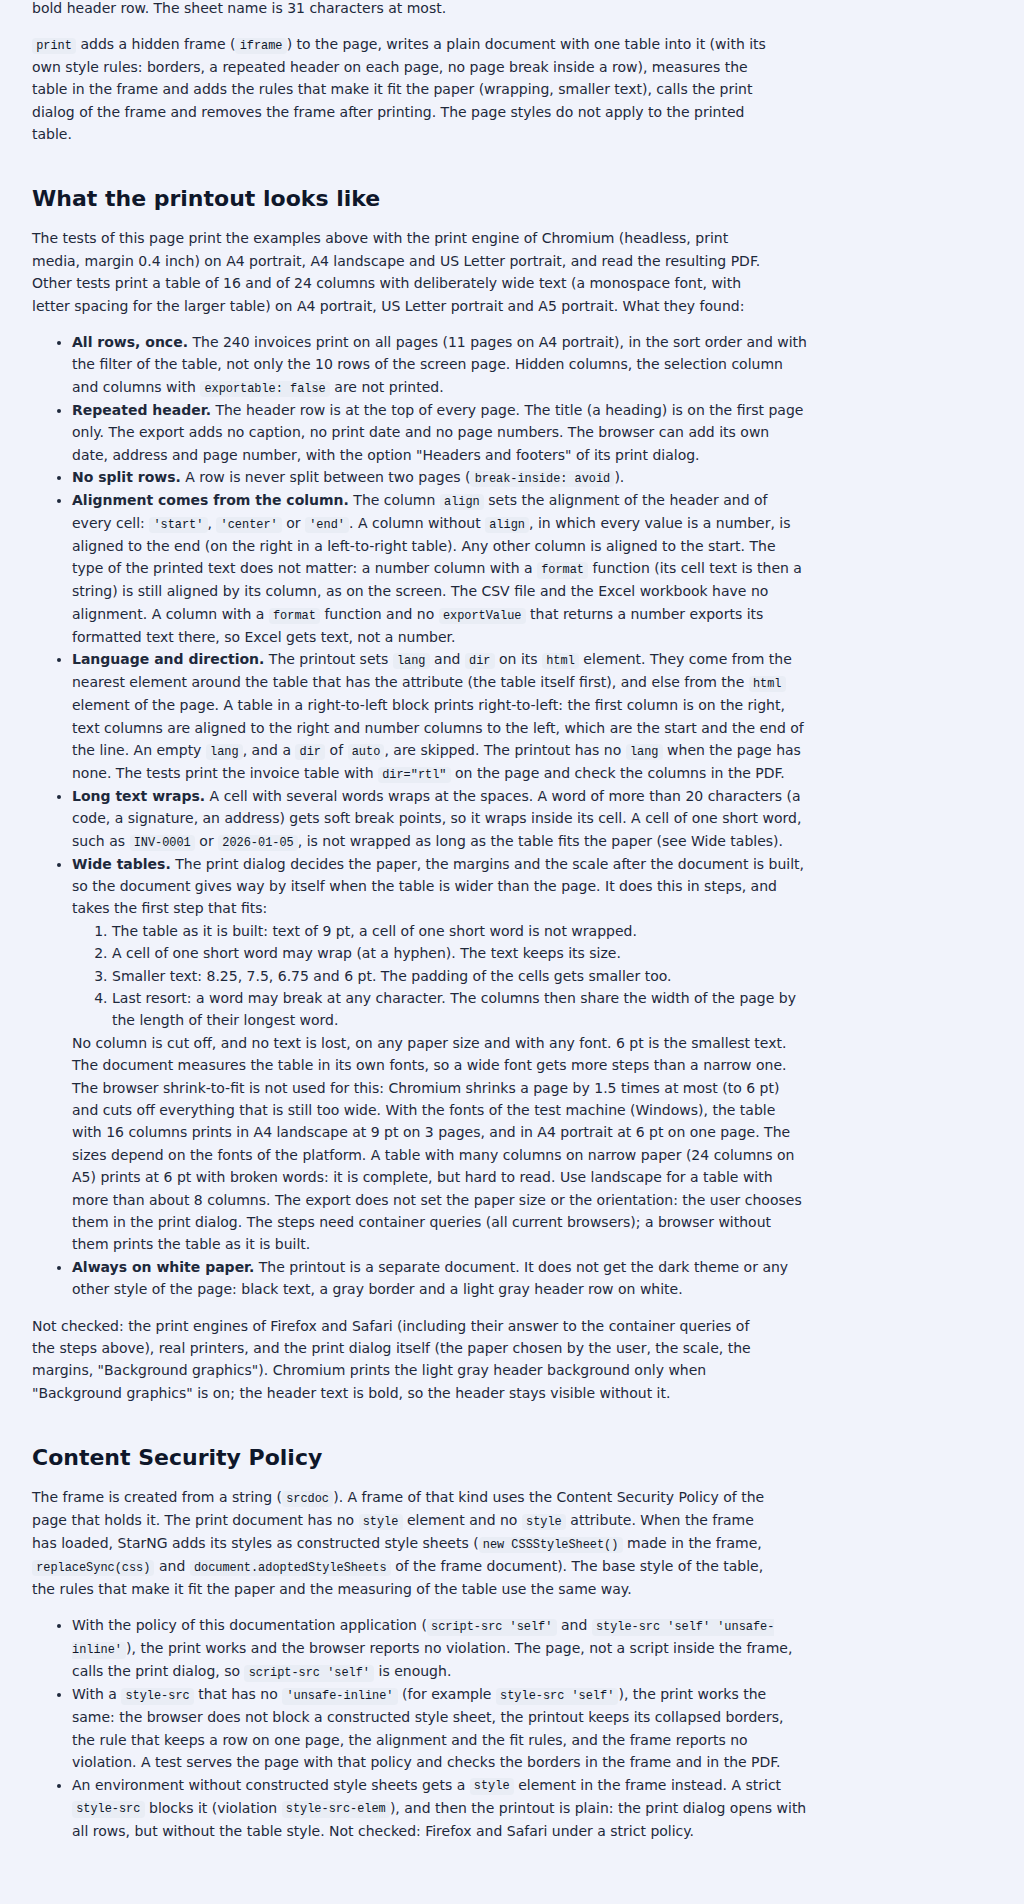 bold header row. The sheet name is 31 characters at most.
print adds a hidden frame ( iframe ) to the page, writes a plain document with one table into it (with its
own style rules: borders, a repeated header on each page, no page break inside a row), measures the
table in the frame and adds the rules that make it fit the paper (wrapping, smaller text), calls the print
dialog of the frame and removes the frame after printing. The page styles do not apply to the printed
table.
What the printout looks like
The tests of this page print the examples above with the print engine of Chromium (headless, print
media, margin 0.4 inch) on A4 portrait, A4 landscape and US Letter portrait, and read the resulting PDF.
Other tests print a table of 16 and of 24 columns with deliberately wide text (a monospace font, with
letter spacing for the larger table) on A4 portrait, US Letter portrait and A5 portrait. What they found:
• All rows, once. The 240 invoices print on all pages (11 pages on A4 portrait), in the sort order and with
the filter of the table, not only the 10 rows of the screen page. Hidden columns, the selection column
and columns with exportable: false are not printed.
• Repeated header. The header row is at the top of every page. The title (a heading) is on the first page
only. The export adds no caption, no print date and no page numbers. The browser can add its own
date, address and page number, with the option "Headers and footers" of its print dialog.
• No split rows. A row is never split between two pages ( break-inside: avoid ).
• Alignment comes from the column. The column align sets the alignment of the header and of
every cell: 'start' , 'center' or 'end' . A column without align , in which every value is a number, is
aligned to the end (on the right in a left-to-right table). Any other column is aligned to the start. The
type of the printed text does not matter: a number column with a format function (its cell text is then a
string) is still aligned by its column, as on the screen. The CSV file and the Excel workbook have no
alignment. A column with a format function and no exportValue that returns a number exports its
formatted text there, so Excel gets text, not a number.
• Language and direction. The printout sets lang and dir on its html element. They come from the
nearest element around the table that has the attribute (the table itself first), and else from the html
element of the page. A table in a right-to-left block prints right-to-left: the first column is on the right,
text columns are aligned to the right and number columns to the left, which are the start and the end of
the line. An empty lang , and a dir of auto , are skipped. The printout has no lang when the page has
none. The tests print the invoice table with dir="rtl" on the page and check the columns in the PDF.
• Long text wraps. A cell with several words wraps at the spaces. A word of more than 20 characters (a
code, a signature, an address) gets soft break points, so it wraps inside its cell. A cell of one short word,
such as INV-0001 or 2026-01-05 , is not wrapped as long as the table fits the paper (see Wide tables).
• Wide tables. The print dialog decides the paper, the margins and the scale after the document is built,
so the document gives way by itself when the table is wider than the page. It does this in steps, and
takes the first step that fits:
1. The table as it is built: text of 9 pt, a cell of one short word is not wrapped.
2. A cell of one short word may wrap (at a hyphen). The text keeps its size.
3. Smaller text: 8.25, 7.5, 6.75 and 6 pt. The padding of the cells gets smaller too.
4. Last resort: a word may break at any character. The columns then share the width of the page by
the length of their longest word.
No column is cut off, and no text is lost, on any paper size and with any font. 6 pt is the smallest text.
The document measures the table in its own fonts, so a wide font gets more steps than a narrow one.
The browser shrink-to-fit is not used for this: Chromium shrinks a page by 1.5 times at most (to 6 pt)
and cuts off everything that is still too wide. With the fonts of the test machine (Windows), the table
with 16 columns prints in A4 landscape at 9 pt on 3 pages, and in A4 portrait at 6 pt on one page. The
sizes depend on the fonts of the platform. A table with many columns on narrow paper (24 columns on
A5) prints at 6 pt with broken words: it is complete, but hard to read. Use landscape for a table with
more than about 8 columns. The export does not set the paper size or the orientation: the user chooses
them in the print dialog. The steps need container queries (all current browsers); a browser without
them prints the table as it is built.
• Always on white paper. The printout is a separate document. It does not get the dark theme or any
other style of the page: black text, a gray border and a light gray header row on white.
Not checked: the print engines of Firefox and Safari (including their answer to the container queries of
the steps above), real printers, and the print dialog itself (the paper chosen by the user, the scale, the
margins, "Background graphics"). Chromium prints the light gray header background only when
"Background graphics" is on; the header text is bold, so the header stays visible without it.
Content Security Policy
The frame is created from a string ( srcdoc ). A frame of that kind uses the Content Security Policy of the
page that holds it. The print document has no style element and no style attribute. When the frame
has loaded, StarNG adds its styles as constructed style sheets ( new CSSStyleSheet() made in the frame,
replaceSync(css) and document.adoptedStyleSheets of the frame document). The base style of the table,
the rules that make it fit the paper and the measuring of the table use the same way.
• With the policy of this documentation application ( script-src 'self' and style-src 'self' 'unsafe-
inline' ), the print works and the browser reports no violation. The page, not a script inside the frame,
calls the print dialog, so script-src 'self' is enough.
• With a style-src that has no 'unsafe-inline' (for example style-src 'self' ), the print works the
same: the browser does not block a constructed style sheet, the printout keeps its collapsed borders,
the rule that keeps a row on one page, the alignment and the fit rules, and the frame reports no
violation. A test serves the page with that policy and checks the borders in the frame and in the PDF.
• An environment without constructed style sheets gets a style element in the frame instead. A strict
style-src blocks it (violation style-src-elem ), and then the printout is plain: the print dialog opens with
all rows, but without the table style. Not checked: Firefox and Safari under a strict policy.